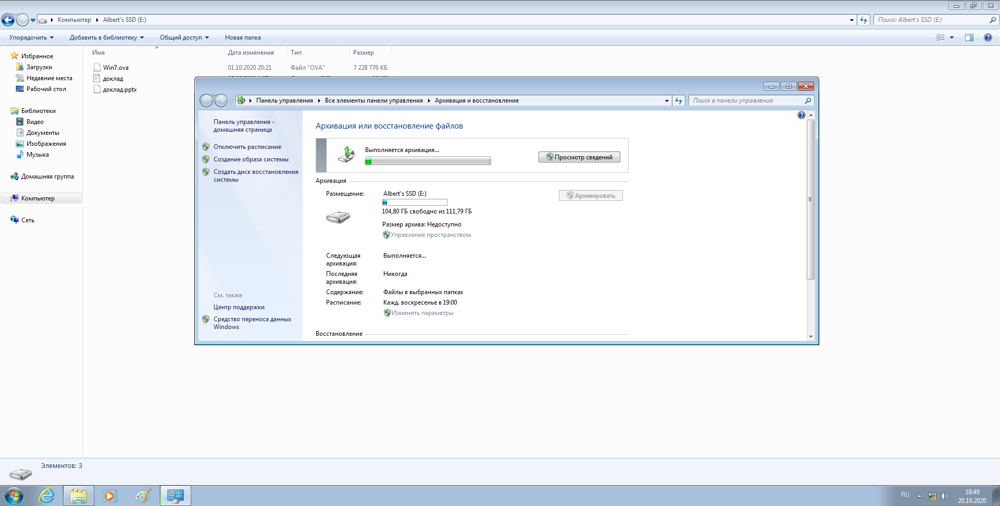 Компьютер
Albert's SSD (E:)
Поиск: Albert's SSD (E:)
Упорядочить
Добавить в библиотеку
Общий доступ
Новая папка
Избранное
Загрузки
Недавние места
Рабочий стол
Библиотеки
Видео
Документы
Изображения
Музыка
Домашняя группа
Компьютер
Сеть
Имя
Дата изменения
Тип
Размер
Win7.ova
01.10.2020 20:21
Файл "OVA"
7 228 776 КБ
доклад
доклад.pptx
Панель управления
Все элементы панели управления
Архивация и восстановление
Поиск в панели управления
Панель управления -
домашняя страница
Отключить расписание
Создание образа системы
Создать диск восстановления
системы
См. также
Центр поддержки
Средство переноса данных
Windows
Архивация или восстановление файлов
Выполняется архивация...
Просмотр сведений
Архивация
Размещение:
Albert's SSD (E:)
Архивировать
104,80 ГБ свободно из 111,79 ГБ
Размер архива: Недоступно
Управление пространством
Следующая
архивация:
Выполняется...
Последняя
архивация:
Никогда
Содержание:
Файлы в выбранных папках
Расписание:
Кажд. воскресенье в 19:00
Изменить параметры
Восстановление
Элементов: 3
RU
18:49
20.10.2020